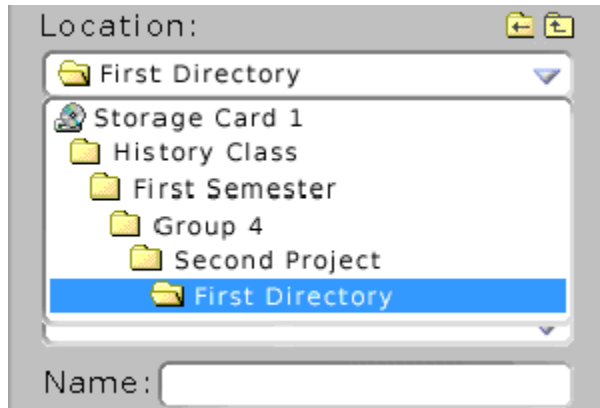 Location:
First Directory
Storage Card 1
History Class
First Semester
Group 4
Second Project
First Directory
Name: